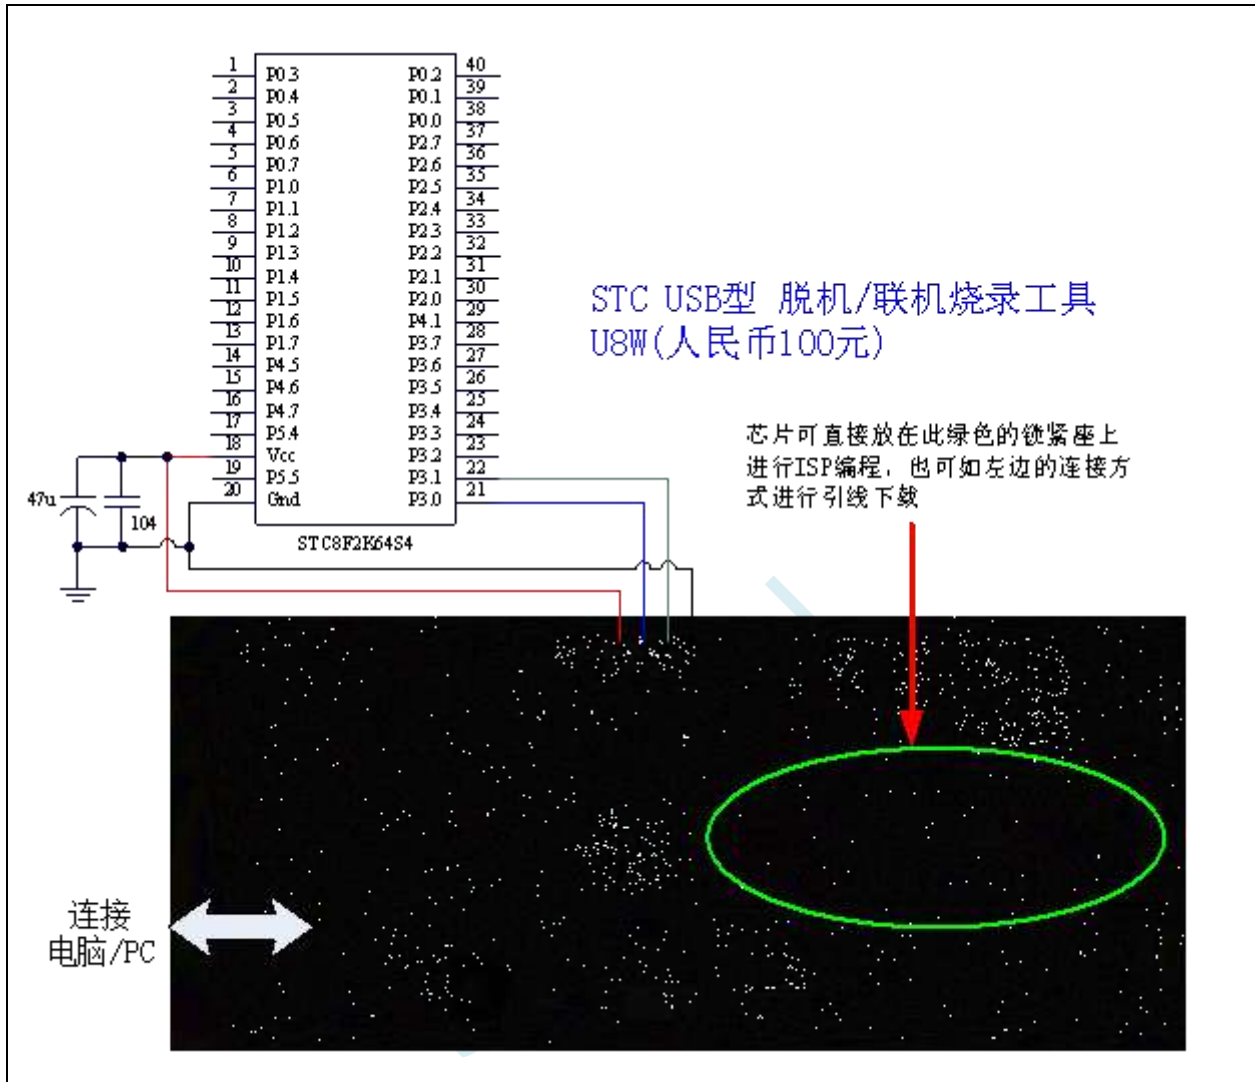 1 P0.3 P0.2 40
2 P0.4 P0.1 39
3 P0.5 P0.0 38
4 P0.6 P2.7 37
5 P0.7 P2.6 36
6 P1.0 P2.5 35
7 P1.1 P2.4 34
8 P1.2 P2.3 33
9 P1.3 P2.2 32
10 P1.4 P2.1 31
11 P1.5 P2.0 30
12 P1.6 P4.1 29
13 P1.7 P3.7 28
14 P4.5 P3.6 27
15 P4.6 P3.5 26
16 P4.7 P3.4 25
17 P5.4 P3.3 24
18 Vcc P3.2 23
19 P5.5 P3.1 22
20 Gnd P3.0 21
47u
104
STC8F2K64S4
STC USB型 脱机/联机烧录工具
U8W(人民币100元)
芯片可直接放在此绿色的锁紧座上
进行ISP编程，也可如左边的连接方
式进行引线下载
连接
电脑/PC